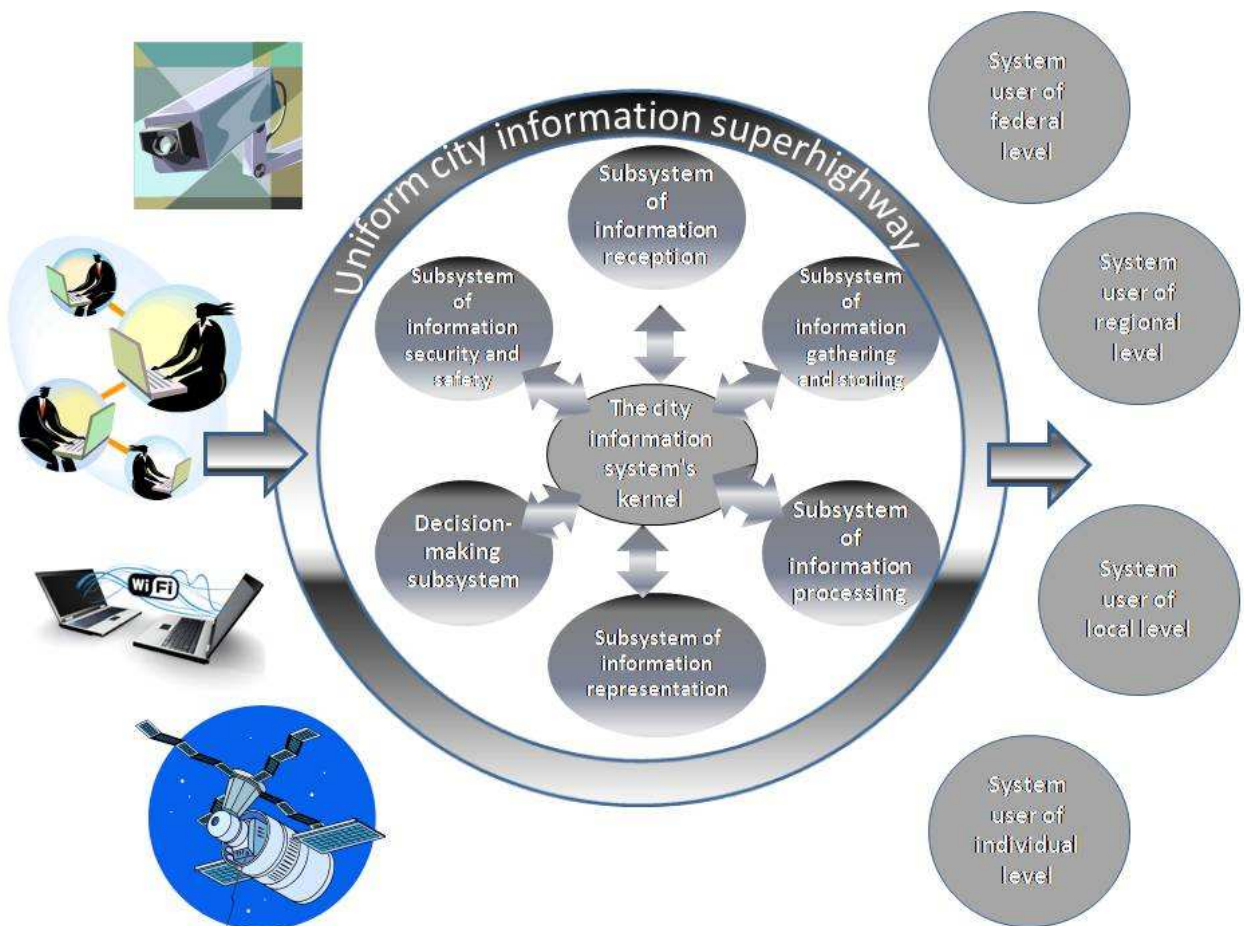 Uniform city information superhighway
Subsystem
of
information
reception
Subsystem
of
information
security and
safety
Subsystem
of
information
gathering
and storing
The city
information
system's
kernel
Decision-
making
subsystem
Subsystem
of
information
processing
Subsystem of
information
representation
Wi Fi
System
user of
federal
level
System
user of
regional
level
System
user of
local level
System
user of
individual
level